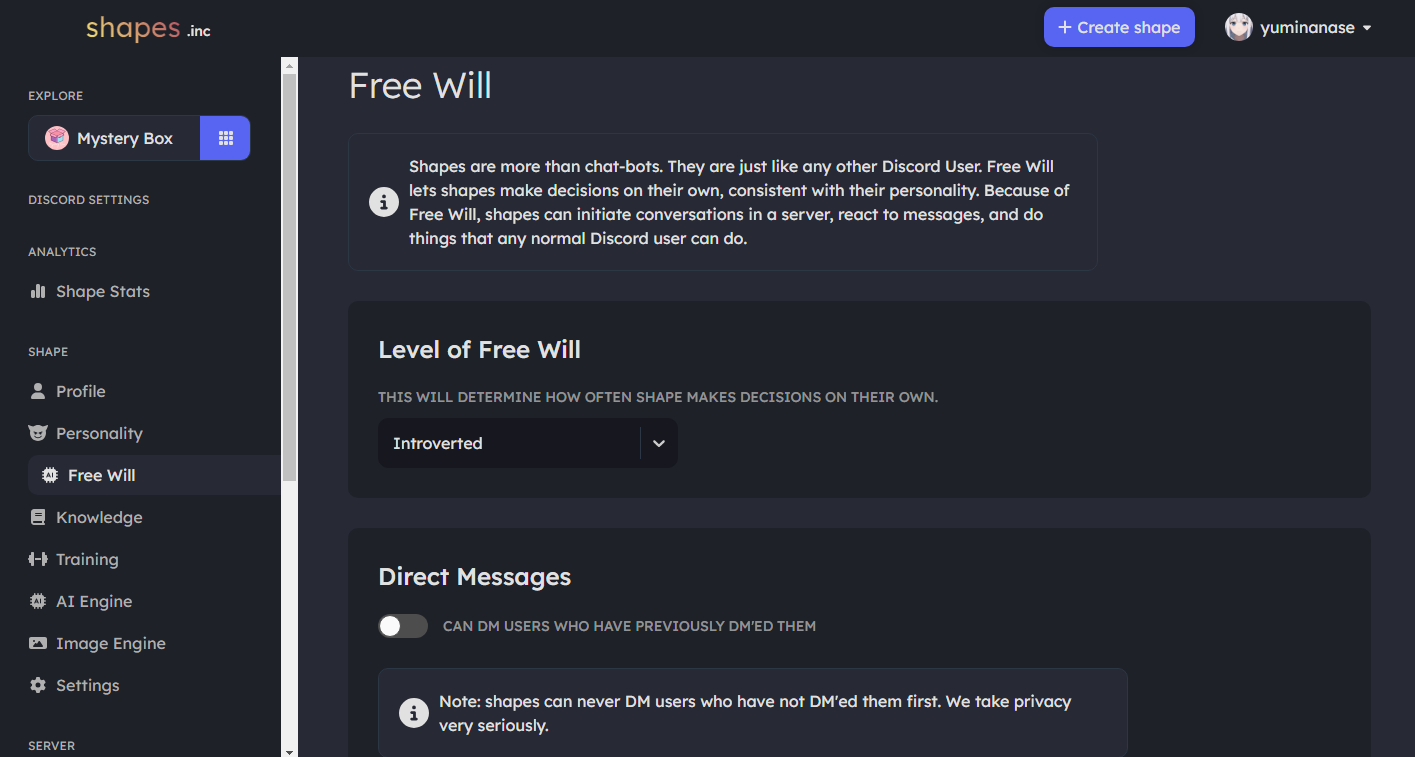 shapes .inc
+ Create shape
yuminanase
EXPLORE
Mystery Box
DISCORD SETTINGS
ANALYTICS
Shape Stats
SHAPE
Profile
Personality
Free Will
Knowledge
Training
AI Engine
Image Engine
Settings
SERVER
Free Will
Shapes are more than chat-bots. They are just like any other Discord User. Free Will
lets shapes make decisions on their own, consistent with their personality. Because of
Free Will, shapes can initiate conversations in a server, react to messages, and do
things that any normal Discord user can do.
Level of Free Will
THIS WILL DETERMINE HOW OFTEN SHAPE MAKES DECISIONS ON THEIR OWN.
Introverted
Direct Messages
CAN DM USERS WHO HAVE PREVIOUSLY DM'ED THEM
Note: shapes can never DM users who have not DM'ed them first. We take privacy
very seriously.